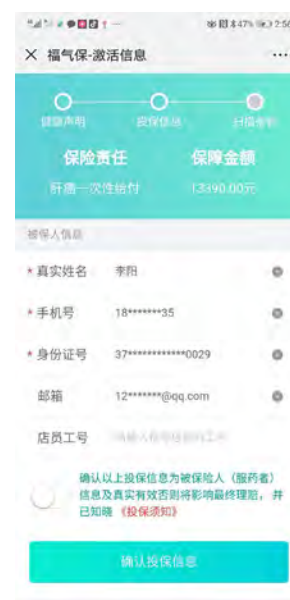 47% 2:56
× 福气保-激活信息 ···
健康声明 投保信息
保险责任 保障金额
肝癌一次性给付 13390.00元
被保人信息
* 真实姓名 李阳
* 手机号 18*******35
* 身份证号 37************0029
邮箱 12*******@qq.com
店员工号
确认以上投保信息为被保险人（服药者）
信息及真实有效否则将影响最终理赔，并
已知晓 《投保须知》
确认投保信息